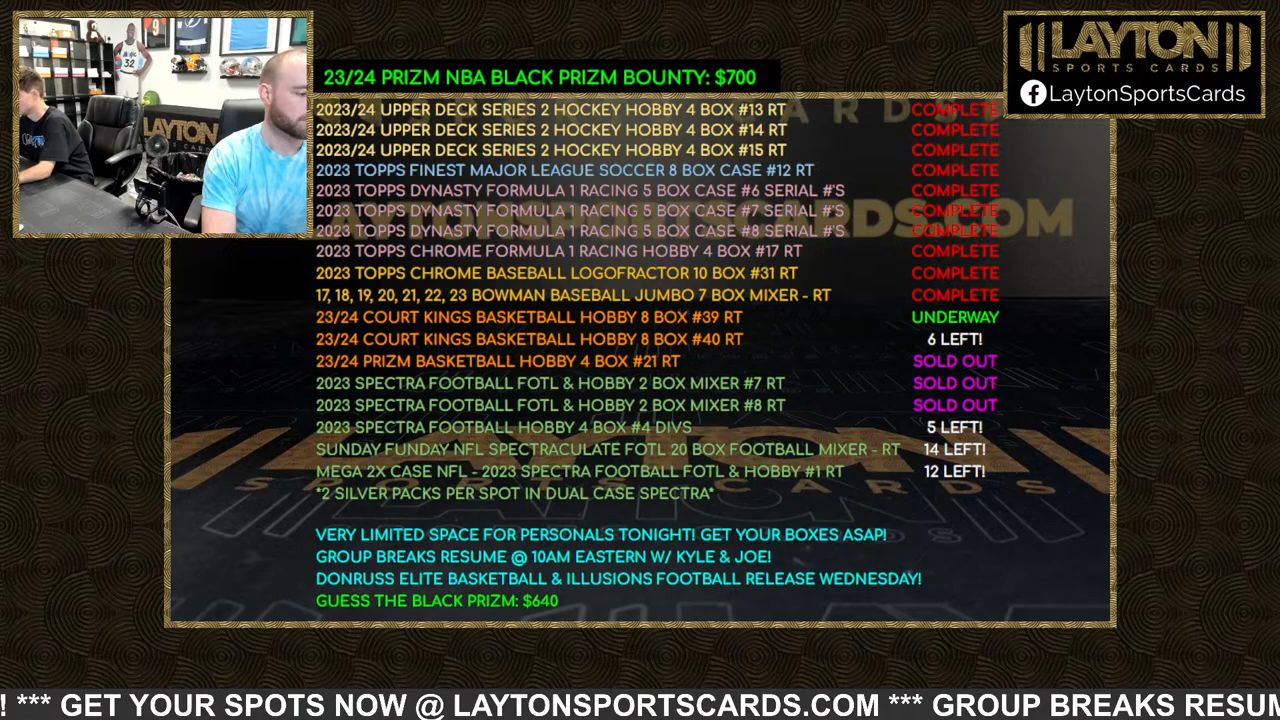 LAYTON
SPORTS CARDS
LaytonSportsCards
23/24 PRIZM NBA BLACK PRIZM BOUNTY: $700
2023/24 UPPER DECK SERIES 2 HOCKEY HOBBY 4 BOX #13 RT COMPLETE
2023/24 UPPER DECK SERIES 2 HOCKEY HOBBY 4 BOX #14 RT COMPLETE
2023/24 UPPER DECK SERIES 2 HOCKEY HOBBY 4 BOX #15 RT COMPLETE
2023 TOPPS FINEST MAJOR LEAGUE SOCCER 8 BOX CASE #12 RT COMPLETE
2023 TOPPS DYNASTY FORMULA 1 RACING 5 BOX CASE #6 SERIAL #'S COMPLETE
2023 TOPPS DYNASTY FORMULA 1 RACING 5 BOX CASE #7 SERIAL #'S COMPLETE
2023 TOPPS DYNASTY FORMULA 1 RACING 5 BOX CASE #8 SERIAL #'S COMPLETE
2023 TOPPS CHROME FORMULA 1 RACING HOBBY 4 BOX #17 RT COMPLETE
2023 TOPPS CHROME BASEBALL LOGOFRACTOR 10 BOX #31 RT COMPLETE
17, 18, 19, 20, 21, 22, 23 BOWMAN BASEBALL JUMBO 7 BOX MIXER - RT COMPLETE
23/24 COURT KINGS BASKETBALL HOBBY 8 BOX #39 RT UNDERWAY
23/24 COURT KINGS BASKETBALL HOBBY 8 BOX #40 RT 6 LEFT!
23/24 PRIZM BASKETBALL HOBBY 4 BOX #21 RT SOLD OUT
2023 SPECTRA FOOTBALL FOTL & HOBBY 2 BOX MIXER #7 RT SOLD OUT
2023 SPECTRA FOOTBALL FOTL & HOBBY 2 BOX MIXER #8 RT SOLD OUT
2023 SPECTRA FOOTBALL HOBBY 4 BOX #4 DIVS 5 LEFT!
SUNDAY FUNDAY NFL SPECTRACULATE FOTL 20 BOX FOOTBALL MIXER - RT 14 LEFT!
MEGA 2X CASE NFL - 2023 SPECTRA FOOTBALL FOTL & HOBBY #1 RT 12 LEFT!
*2 SILVER PACKS PER SPOT IN DUAL CASE SPECTRA*
VERY LIMITED SPACE FOR PERSONALS TONIGHT! GET YOUR BOXES ASAP!
GROUP BREAKS RESUME @ 10AM EASTERN W/ KYLE & JOE!
DONRUSS ELITE BASKETBALL & ILLUSIONS FOOTBALL RELEASE WEDNESDAY!
GUESS THE BLACK PRIZM: $640
! *** GET YOUR SPOTS NOW @ LAYTONSPORTSCARDS.COM *** GROUP BREAKS RESUM